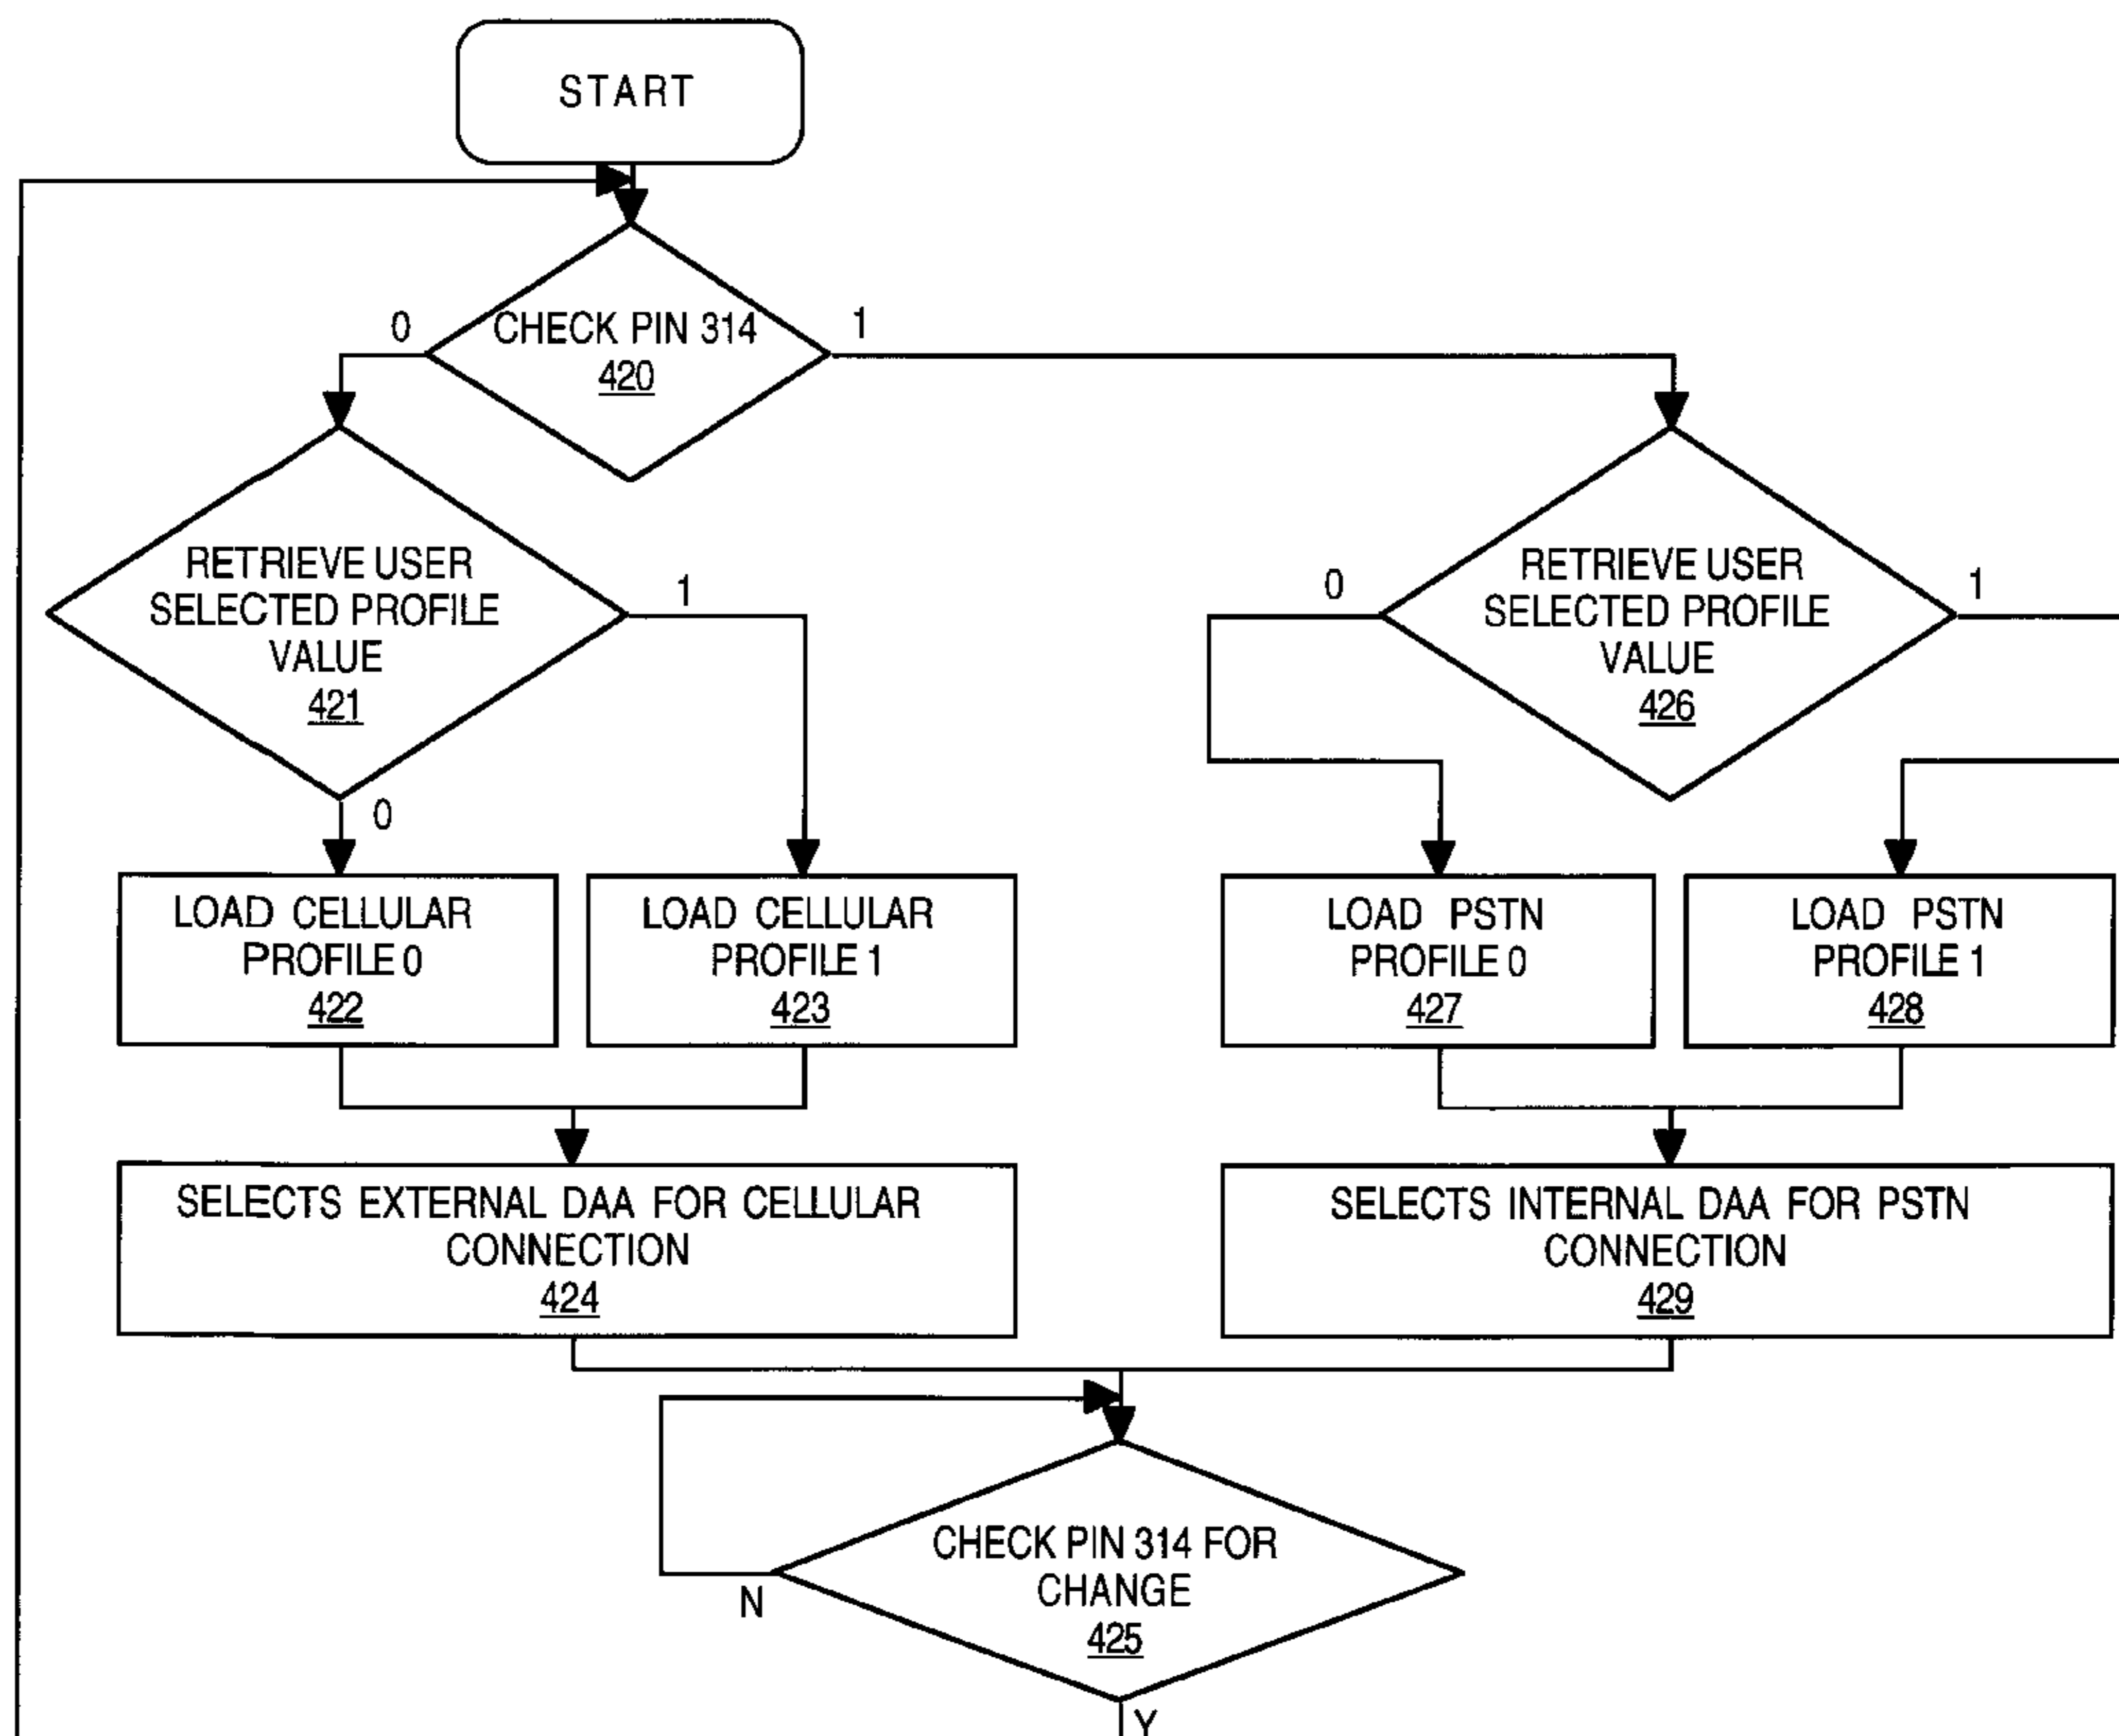 START
0
CHECK PIN 314
1
420
RETRIEVE USER
SELECTED PROFILE
VALUE
421
1
0
0
RETRIEVE USER
SELECTED PROFILE
VALUE
426
1
LOAD CELLULAR
PROFILE 0
422
LOAD CELLULAR
PROFILE 1
423
LOAD PSTN
PROFILE 0
427
LOAD PSTN
PROFILE 1
428
SELECTS EXTERNAL DAA FOR CELLULAR
CONNECTION
424
SELECTS INTERNAL DAA FOR PSTN
CONNECTION
429
CHECK PIN 314 FOR
CHANGE
425
N
Y